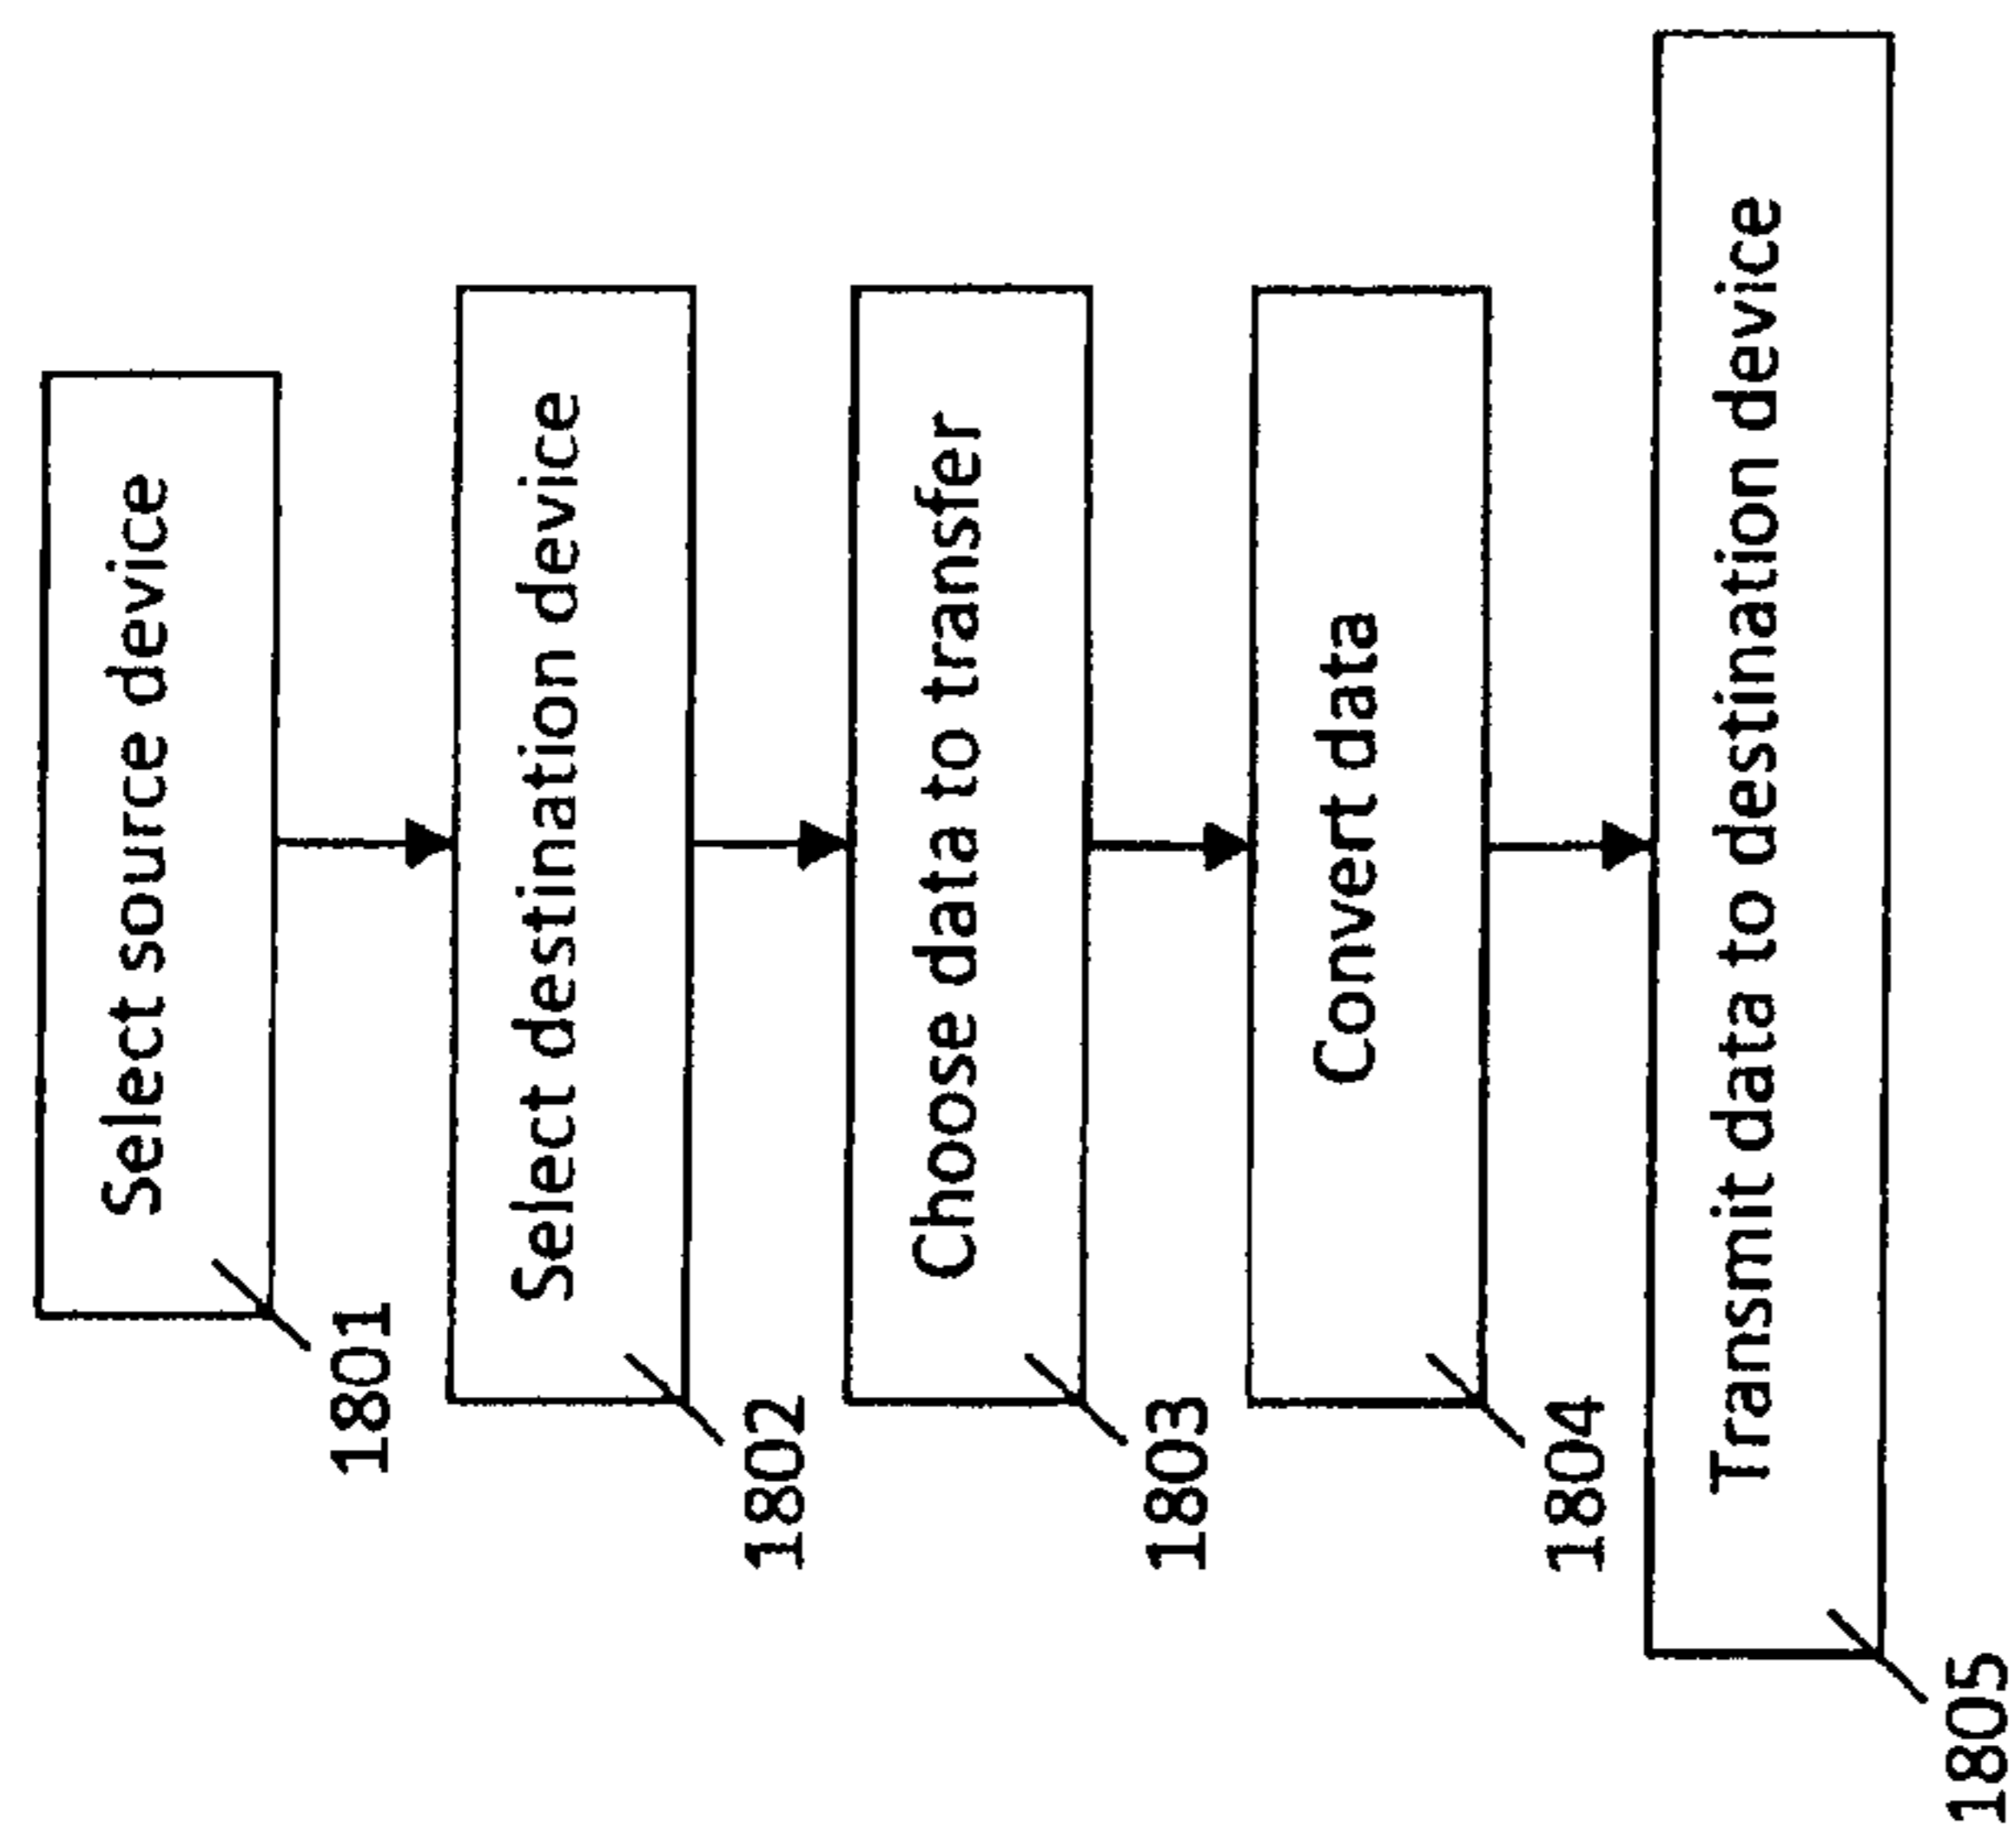 Select source device
1801
Select destination device
1802
Choose data to transfer
1803
Convert data
1804
Transmit data to destination device
1805